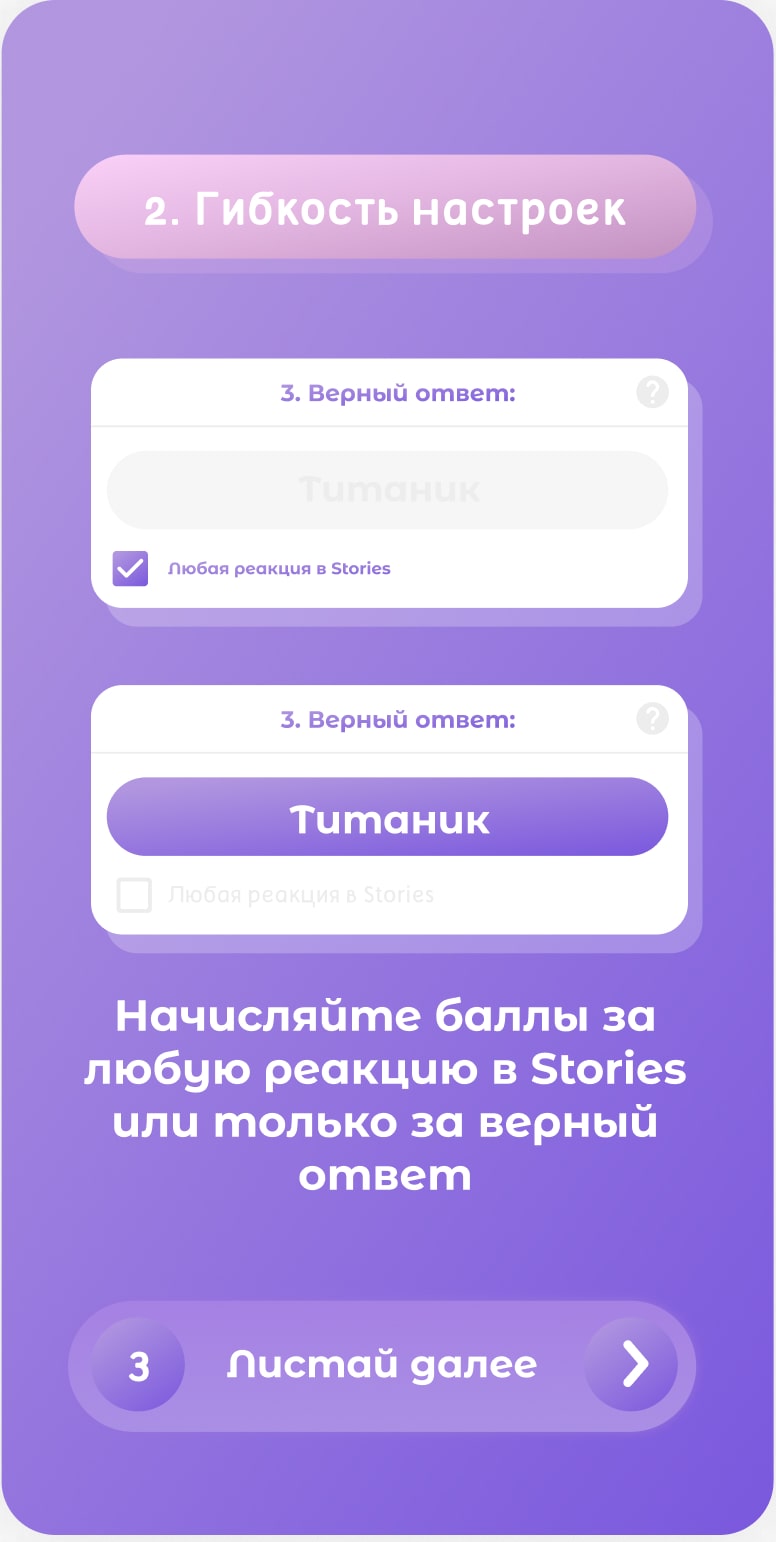 2. Гибкость настроек
3. Верный ответ:
?
Титаник
Любая реакция в Stories
3. Верный ответ:
?
Титаник
Любая реакция в Stories
Начисляйте баллы за
любую реакцию в Stories
или только за верный
ответ
3 Листай далее